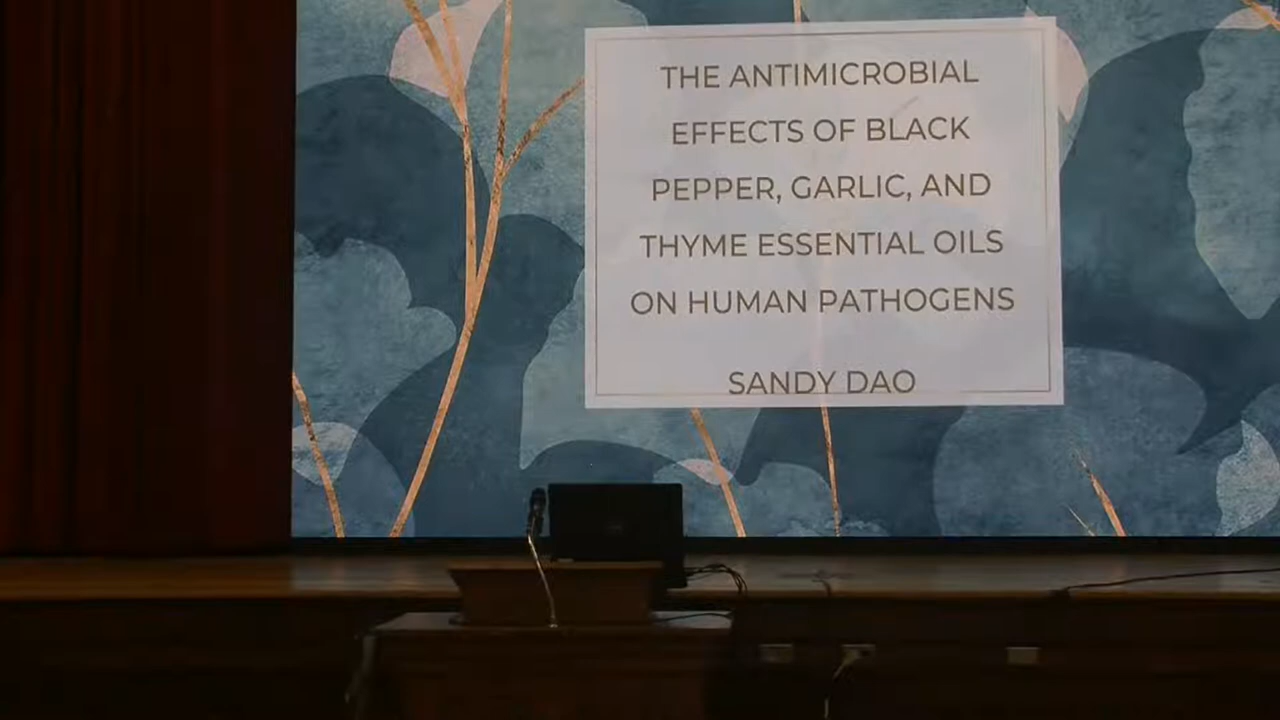 THE ANTIMICROBIAL
EFFECTS OF BLACK
PEPPER, GARLIC, AND
THYME ESSENTIAL OILS
ON HUMAN PATHOGENS
SANDY DAO